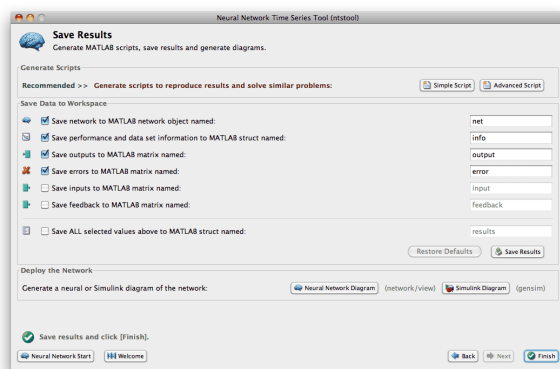 Neural Network Time Series Tool (ntstool)
Save Results
Generate MATLAB scripts, save results and generate diagrams.
Generate Scripts
Recommended >> Generate scripts to reproduce results and solve similar problems:
Simple Script
Advanced Script
Save Data to Workspace
Save network to MATLAB network object named:
net
Save performance and data set information to MATLAB struct named:
info
Save outputs to MATLAB matrix named:
output
Save errors to MATLAB matrix named:
error
Save inputs to MATLAB matrix named:
input
Save feedback to MATLAB matrix named:
feedback
Save ALL selected values above to MATLAB struct named:
results
Restore Defaults
Save Results
Deploy the Network
Generate a neural or Simulink diagram of the network:
Neural Network Diagram
(network/view)
Simulink Diagram
(gensim)
Save results and click [Finish].
Neural Network Start
Welcome
Back
Next
Finish